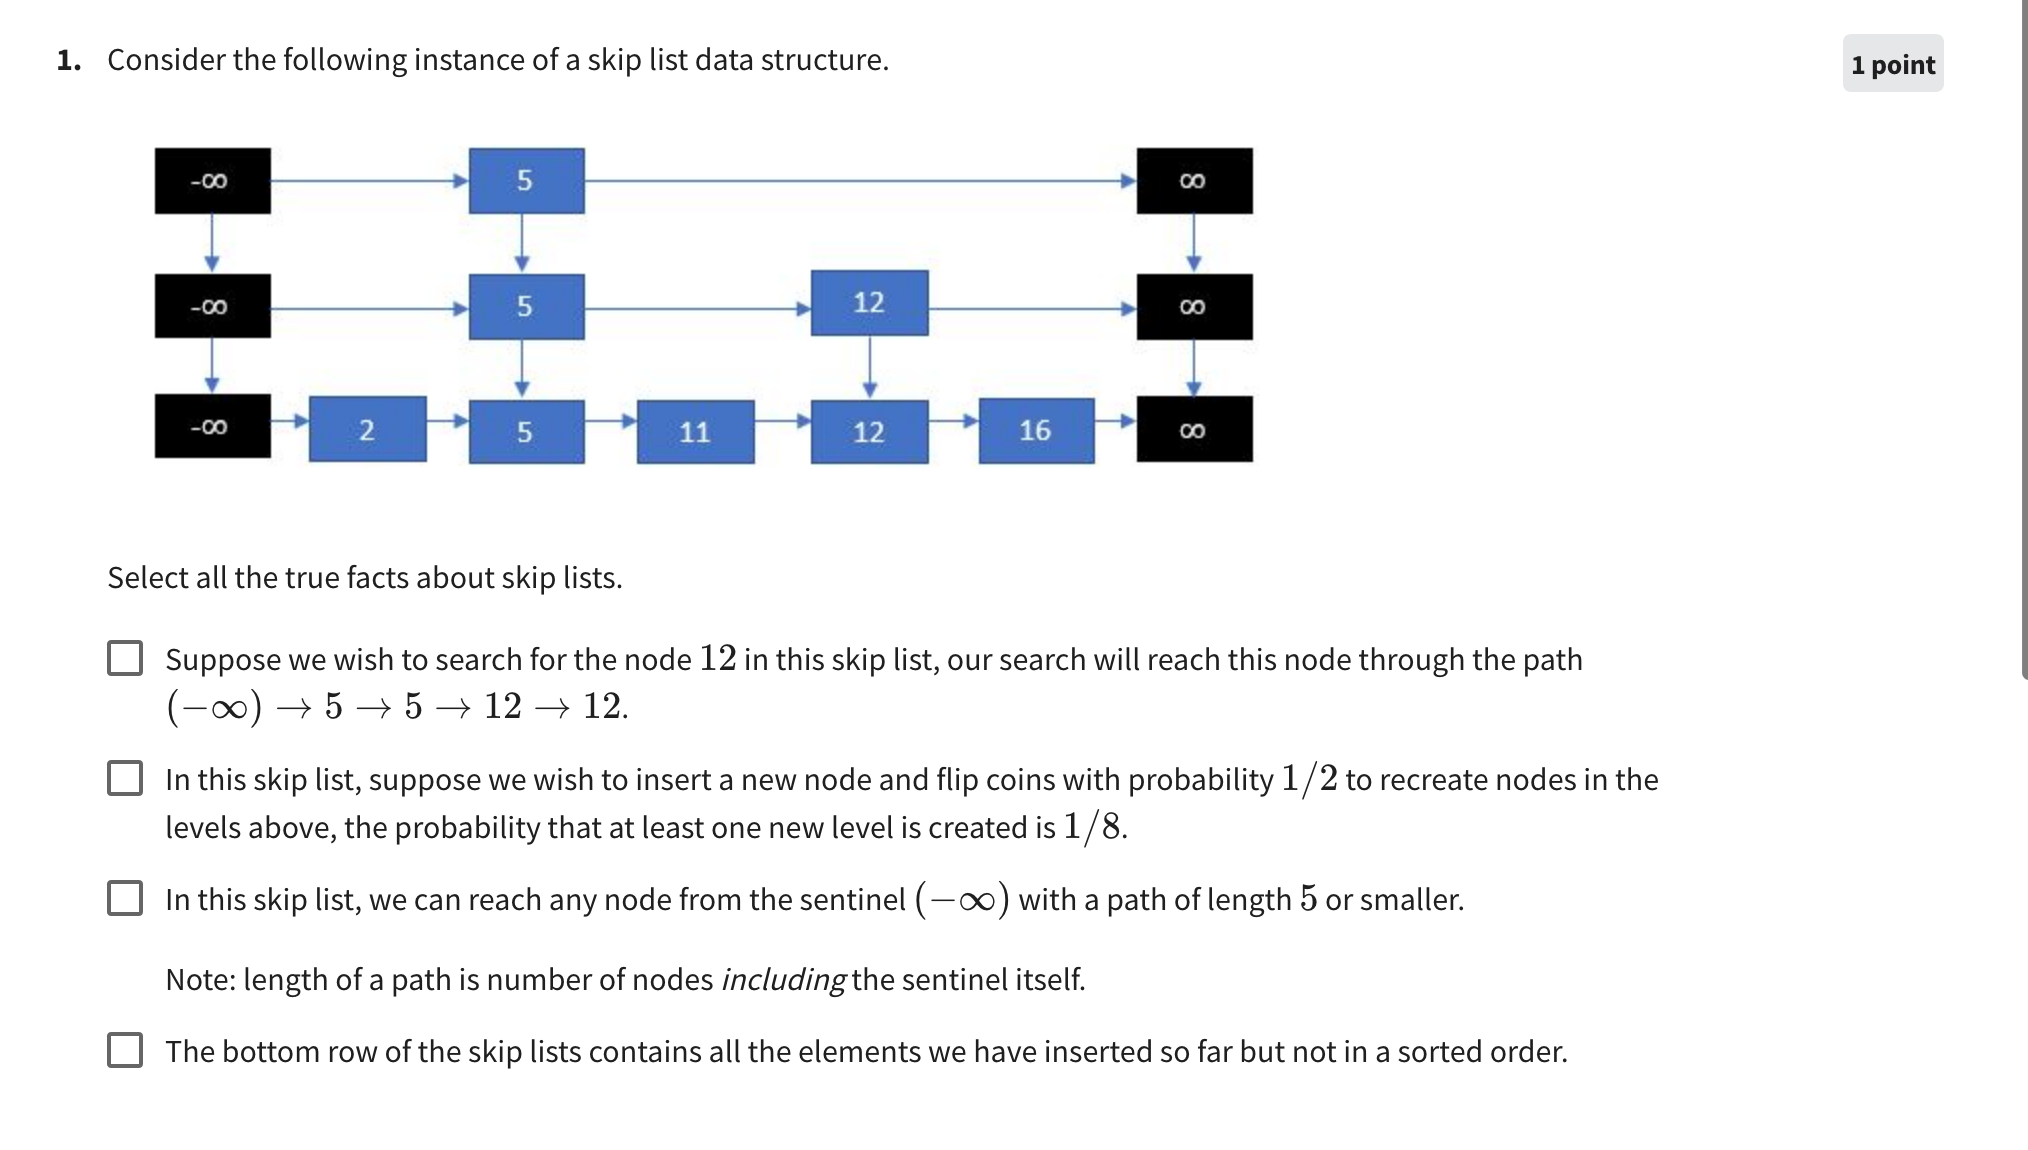 1. Consider the following instance of a skip list data structure.
1 point
-∞ 5 ∞
-∞ 5 12 ∞
-∞ 2 5 11 12 16 ∞
Select all the true facts about skip lists.
Suppose we wish to search for the node 12 in this skip list, our search will reach this node through the path
(−∞) → 5 → 5 → 12 → 12.
In this skip list, suppose we wish to insert a new node and flip coins with probability 1/2 to recreate nodes in the
levels above, the probability that at least one new level is created is 1/8.
In this skip list, we can reach any node from the sentinel (−∞) with a path of length 5 or smaller.
Note: length of a path is number of nodes including the sentinel itself.
The bottom row of the skip lists contains all the elements we have inserted so far but not in a sorted order.